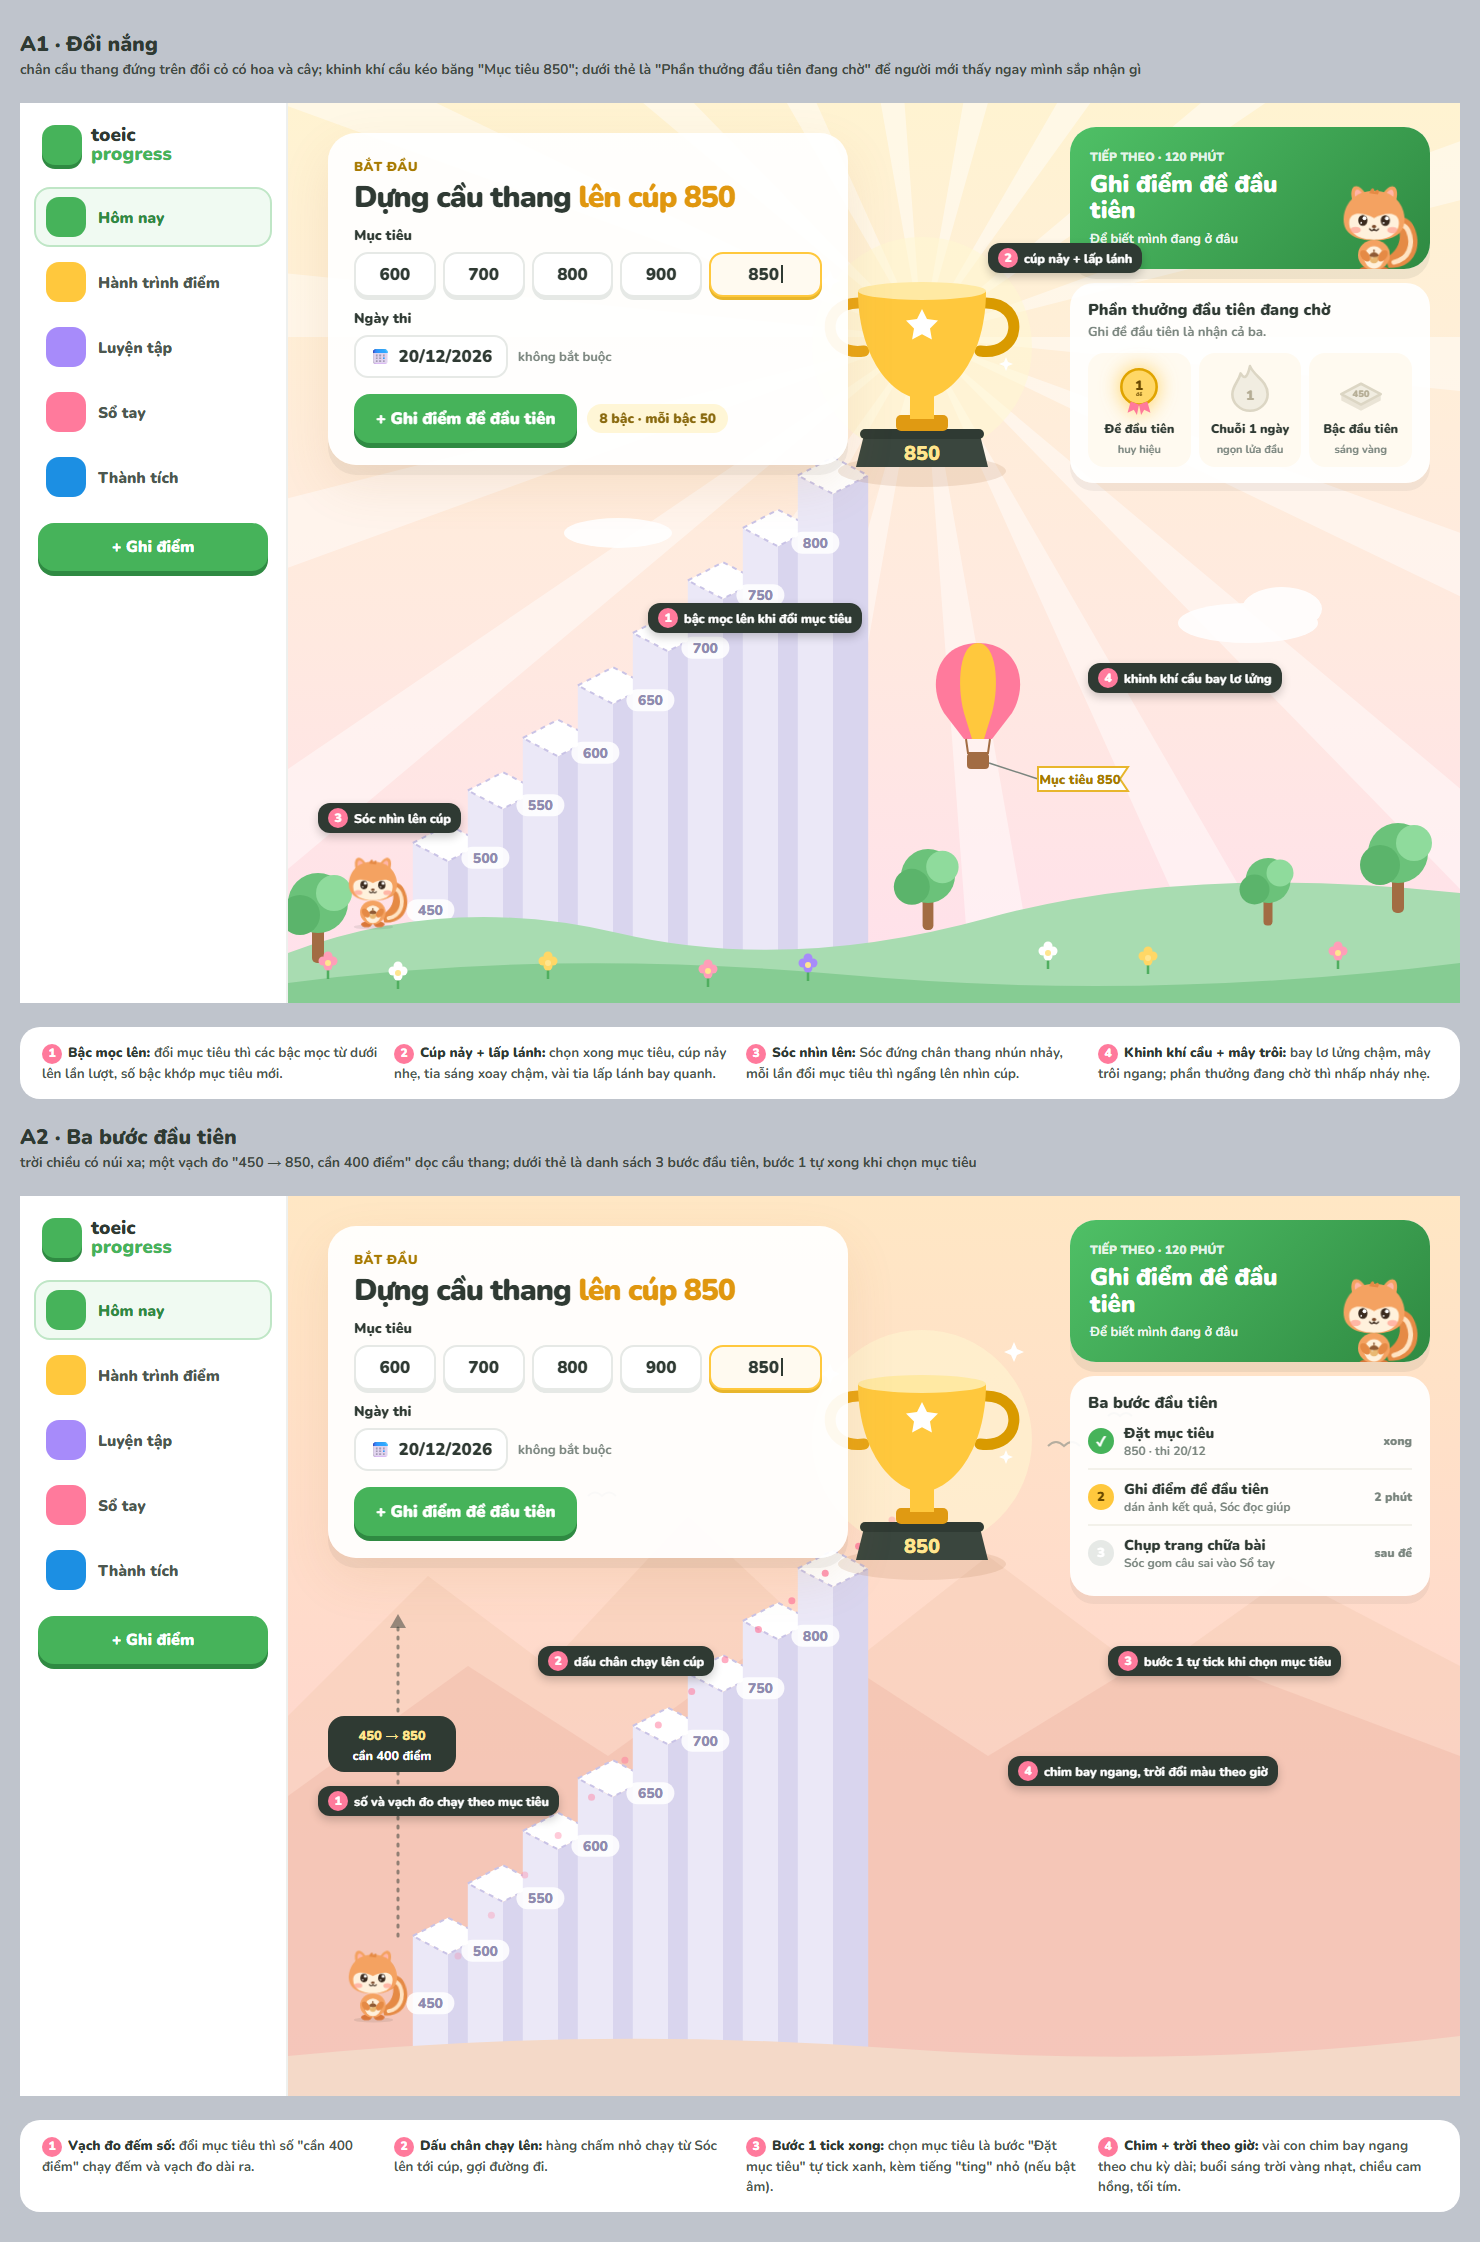 A1 · Đồi nắng
chân cầu thang đứng trên đồi cỏ có hoa và cây; khinh khí cầu kéo băng "Mục tiêu 850"; dưới thẻ là "Phần thưởng đầu tiên đang chờ" để người mới thấy ngay mình sắp nhận gì
toeic
progress
Hôm nay
Hành trình điểm
Luyện tập
Sổ tay
Thành tích
+ Ghi điểm
BẮT ĐẦU
Dựng cầu thang lên cúp 850
Mục tiêu
600 700 800 900 850
Ngày thi
20/12/2026 không bắt buộc
+ Ghi điểm đề đầu tiên 8 bậc · mỗi bậc 50
850
TIẾP THEO · 120 PHÚT
Ghi điểm đề đầu
tiên
Để biết mình đang ở đâu
2 cúp nảy + lấp lánh
Phần thưởng đầu tiên đang chờ
Ghi đề đầu tiên là nhận cả ba.
1 1 450
đề
Đề đầu tiên Chuỗi 1 ngày Bậc đầu tiên
huy hiệu ngọn lửa đầu sáng vàng
800
750
1 bậc mọc lên khi đổi mục tiêu
700
650
600
550
500
450
4 khinh khí cầu bay lơ lửng
Mục tiêu 850
3 Sóc nhìn lên cúp
1 Bậc mọc lên: đổi mục tiêu thì các bậc mọc từ dưới
lên lần lượt, số bậc khớp mục tiêu mới.
2 Cúp nảy + lấp lánh: chọn xong mục tiêu, cúp nảy
nhẹ, tia sáng xoay chậm, vài tia lấp lánh bay quanh.
3 Sóc nhìn lên: Sóc đứng chân thang nhún nhảy,
mỗi lần đổi mục tiêu thì ngẩng lên nhìn cúp.
4 Khinh khí cầu + mây trôi: bay lơ lửng chậm, mây
trôi ngang; phần thưởng đang chờ thì nhấp nháy nhẹ.
A2 · Ba bước đầu tiên
trời chiều có núi xa; một vạch đo "450 → 850, cần 400 điểm" dọc cầu thang; dưới thẻ là danh sách 3 bước đầu tiên, bước 1 tự xong khi chọn mục tiêu
toeic
progress
Hôm nay
Hành trình điểm
Luyện tập
Sổ tay
Thành tích
+ Ghi điểm
BẮT ĐẦU
Dựng cầu thang lên cúp 850
Mục tiêu
600 700 800 900 850
Ngày thi
20/12/2026 không bắt buộc
+ Ghi điểm đề đầu tiên
850
TIẾP THEO · 120 PHÚT
Ghi điểm đề đầu
tiên
Để biết mình đang ở đâu
Ba bước đầu tiên
Đặt mục tiêu xong
850 · thi 20/12
2 Ghi điểm đề đầu tiên 2 phút
dán ảnh kết quả, Sóc đọc giúp
3 Chụp trang chữa bài sau đề
Sóc gom câu sai vào Sổ tay
800
2 dấu chân chạy lên cúp
750
700
650
600
550
500
450
3 bước 1 tự tick khi chọn mục tiêu
450 → 850
cần 400 điểm
1 số và vạch đo chạy theo mục tiêu
4 chim bay ngang, trời đổi màu theo giờ
1 Vạch đo đếm số: đổi mục tiêu thì số "cần 400
điểm" chạy đếm và vạch đo dài ra.
2 Dấu chân chạy lên: hàng chấm nhỏ chạy từ Sóc
lên tới cúp, gợi đường đi.
3 Bước 1 tick xong: chọn mục tiêu là bước "Đặt
mục tiêu" tự tick xanh, kèm tiếng "ting" nhỏ (nếu bật
âm).
4 Chim + trời theo giờ: vài con chim bay ngang
theo chu kỳ dài; buổi sáng trời vàng nhạt, chiều cam
hồng, tối tím.